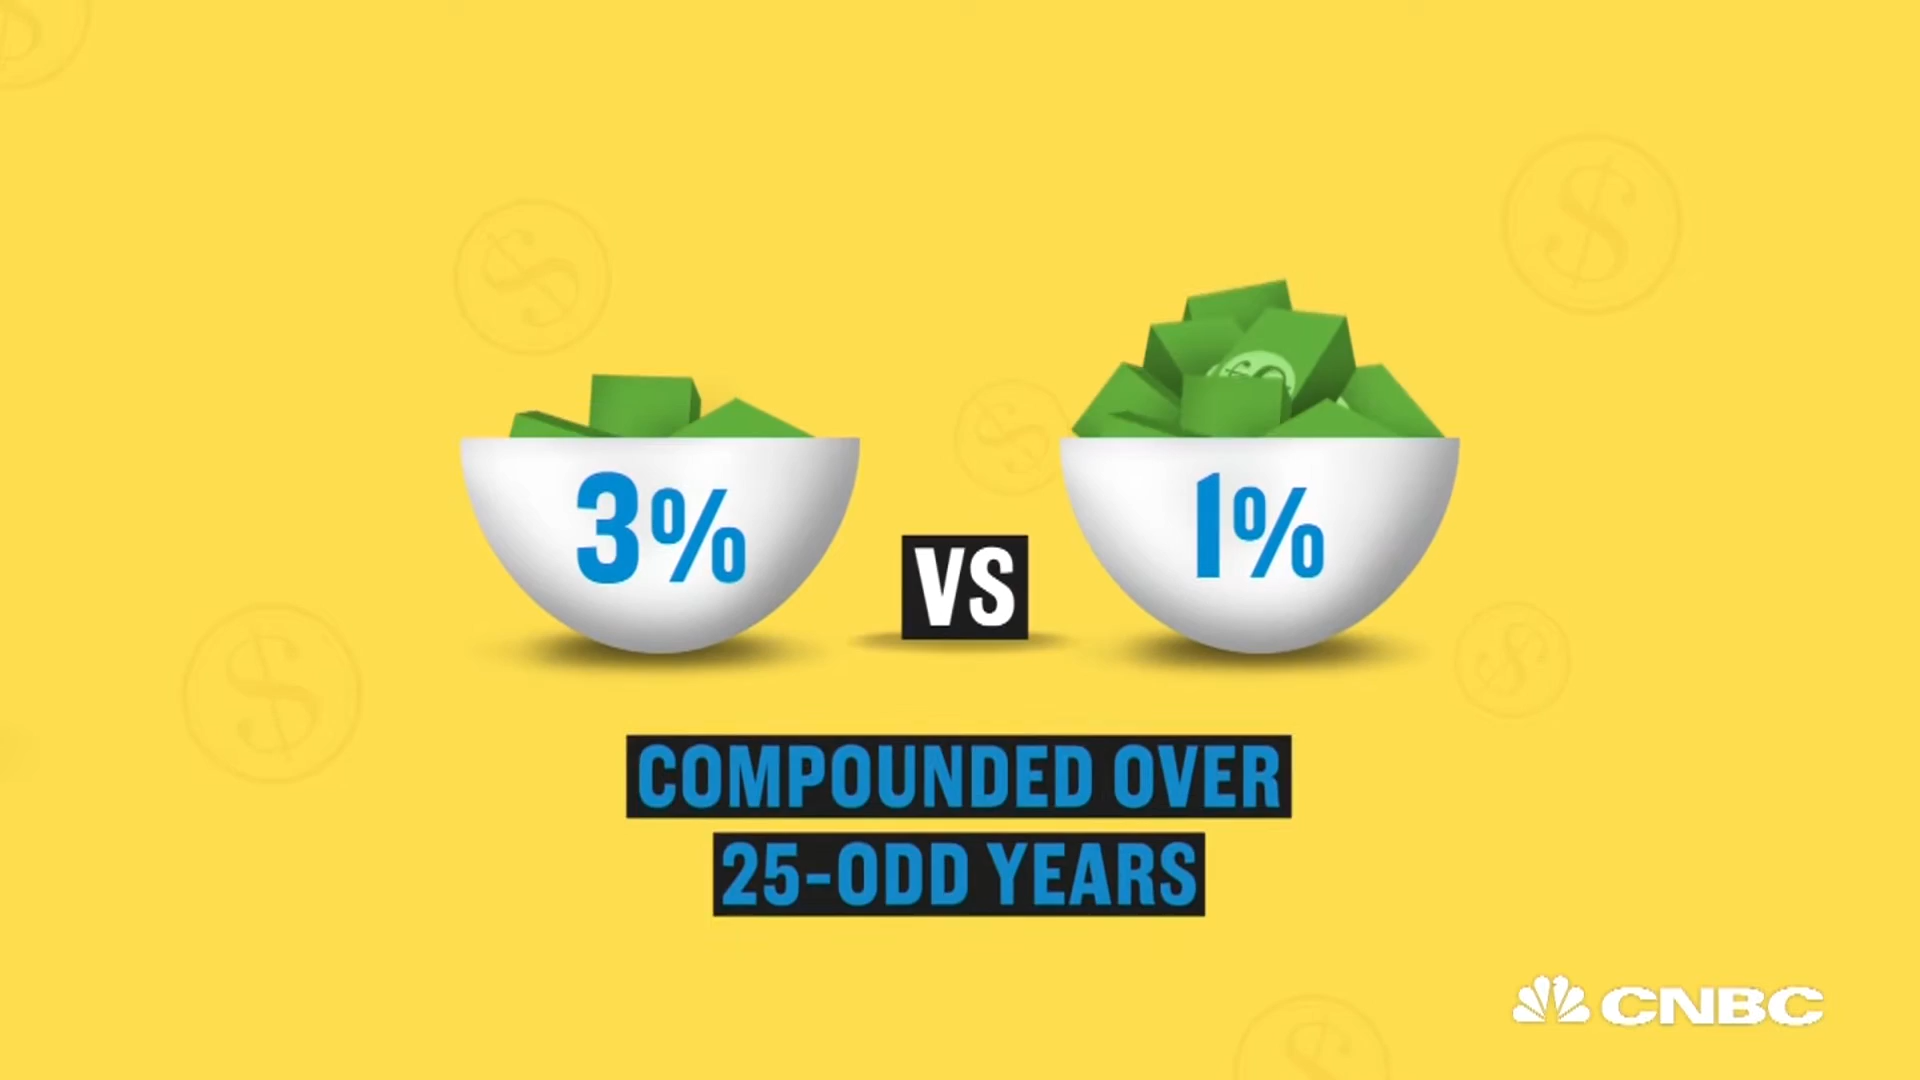 3%
VS
1%
COMPOUNDED OVER
25-ODD YEARS
CNBC